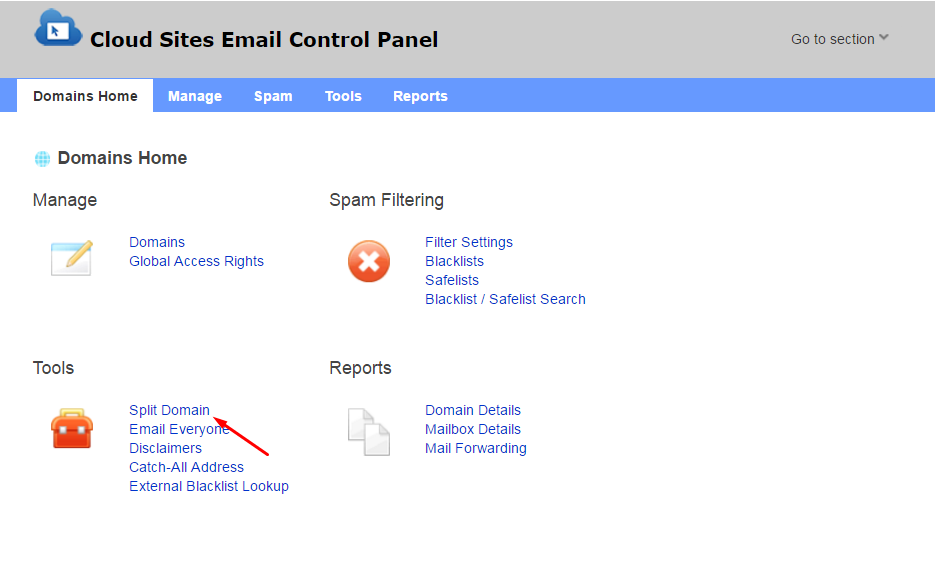 Cloud Sites Email Control Panel
Go to section
Domains Home
Manage
Spam
Tools
Reports
Domains Home
Manage
Domains
Global Access Rights
Spam Filtering
Filter Settings
Blacklists
Safelists
Blacklist / Safelist Search
Tools
Split Domain
Email Everyone
Disclaimers
Catch-All Address
External Blacklist Lookup
Reports
Domain Details
Mailbox Details
Mail Forwarding